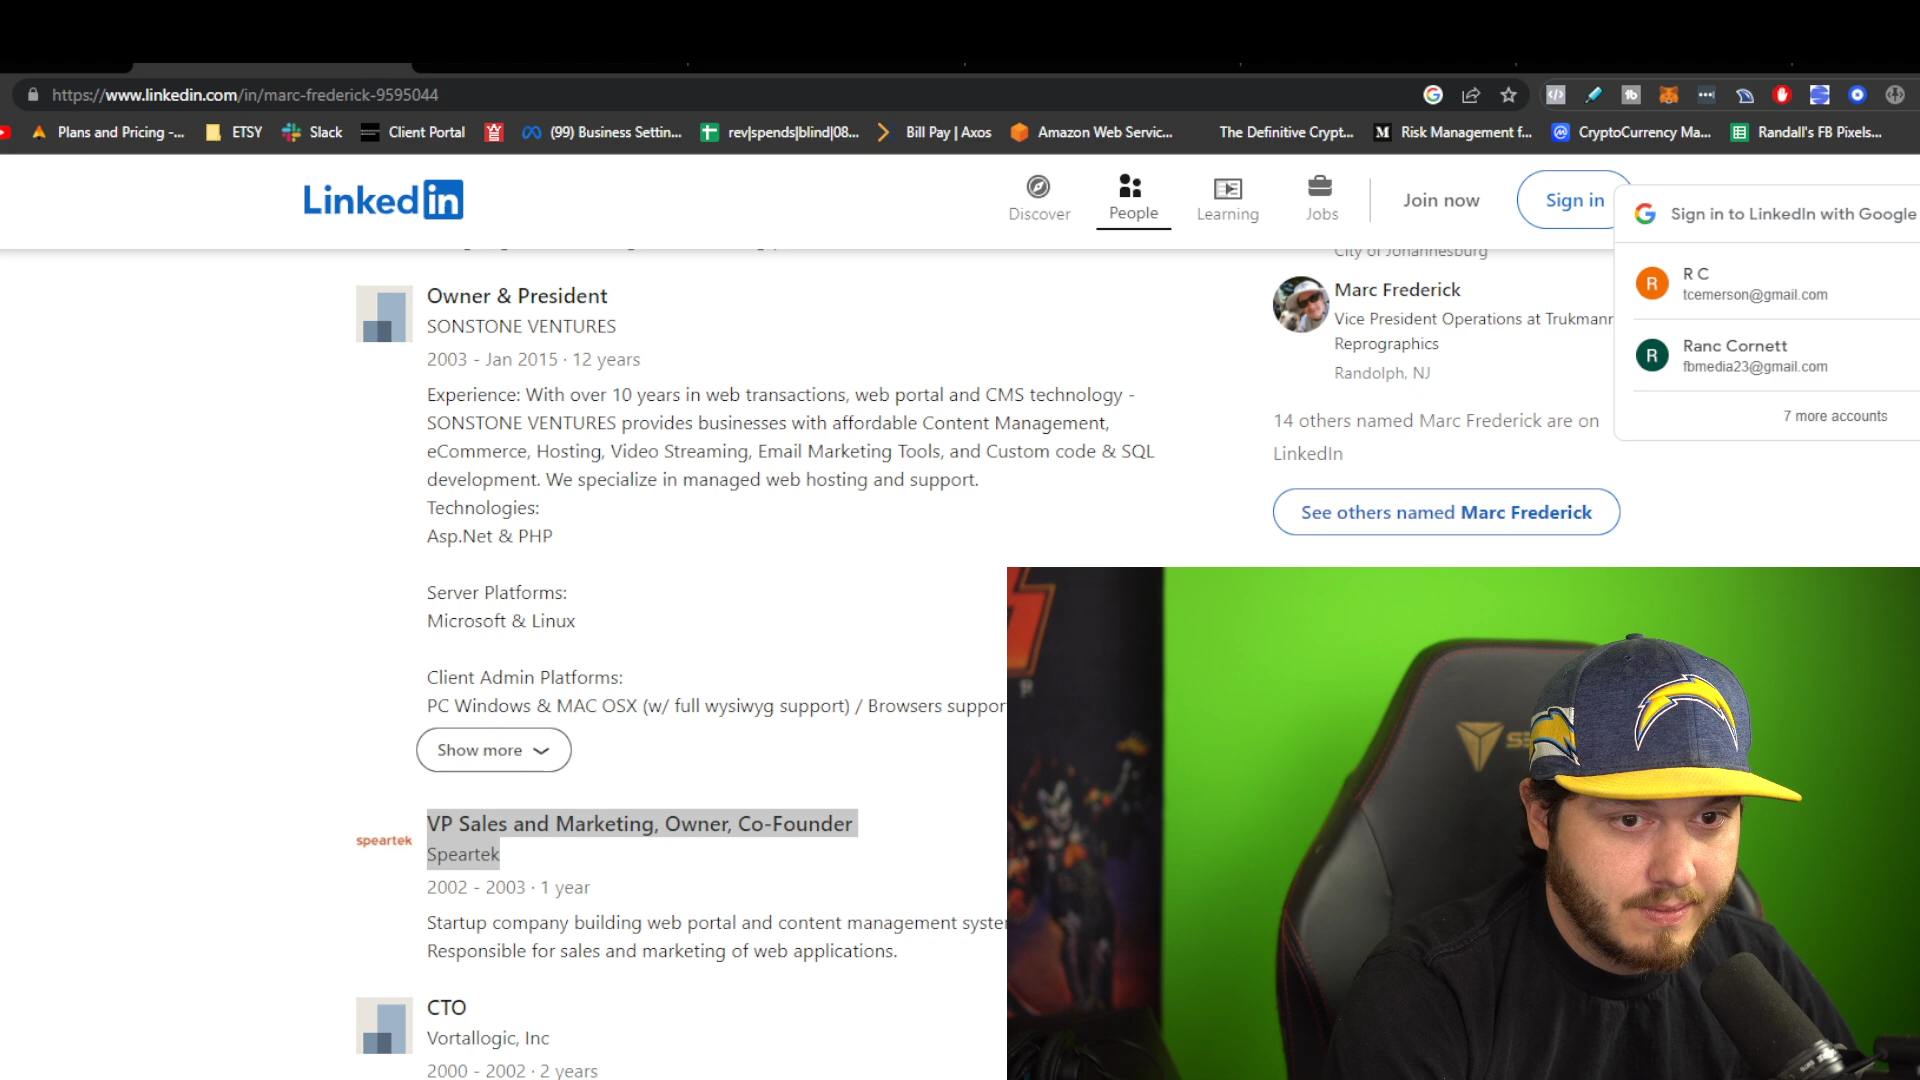 https://www.linkedin.com/in/marc-frederick-9595044
Plans and Pricing -...
ETSY
Slack
Client Portal
(99) Business Settin...
rev|spends|blind|08...
Bill Pay | Axos
Amazon Web Servic...
The Definitive Crypt...
Risk Management f...
CryptoCurrency Ma...
Randall's FB Pixels...
Linked in
Discover
People
Learning
Jobs
Join now
Sign in
Sign in to LinkedIn with Google
R C
tcemerson@gmail.com
Ranc Cornett
fbmedia23@gmail.com
7 more accounts
Owner & President
SONSTONE VENTURES
2003 - Jan 2015 · 12 years
Experience: With over 10 years in web transactions, web portal and CMS technology -
SONSTONE VENTURES provides businesses with affordable Content Management,
eCommerce, Hosting, Video Streaming, Email Marketing Tools, and Custom code & SQL
development. We specialize in managed web hosting and support.
Technologies:
Asp.Net & PHP
Server Platforms:
Microsoft & Linux
Client Admin Platforms:
PC Windows & MAC OSX (w/ full wysiwyg support) / Browsers suppor
Show more
speartek
VP Sales and Marketing, Owner, Co-Founder
Speartek
2002 - 2003 · 1 year
Startup company building web portal and content management syste
Responsible for sales and marketing of web applications.
CTO
Vortallogic, Inc
2000 - 2002 · 2 years
City of Johannesburg
Marc Frederick
Vice President Operations at Trukmann
Reprographics
Randolph, NJ
14 others named Marc Frederick are on
LinkedIn
See others named Marc Frederick